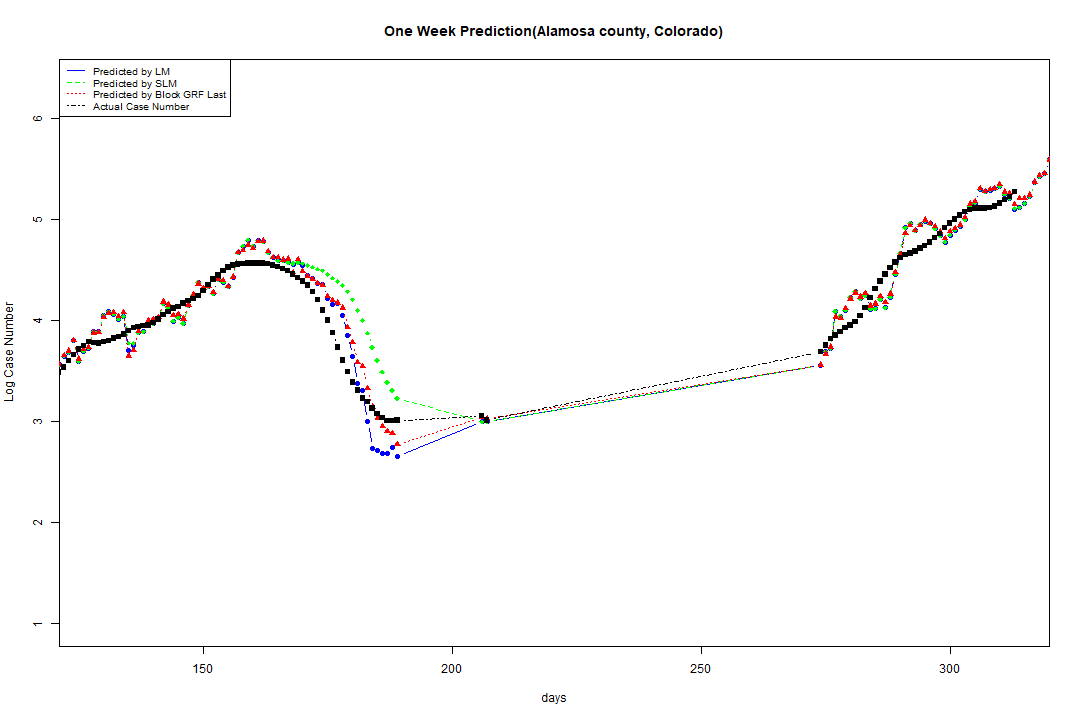 One Week Prediction(Alamosa county, Colorado)
Predicted by LM
Predicted by SLM
Predicted by Block GRF Last
Actual Case Number
Log Case Number
6
5
4
3
2
1
150 200 250 300
days